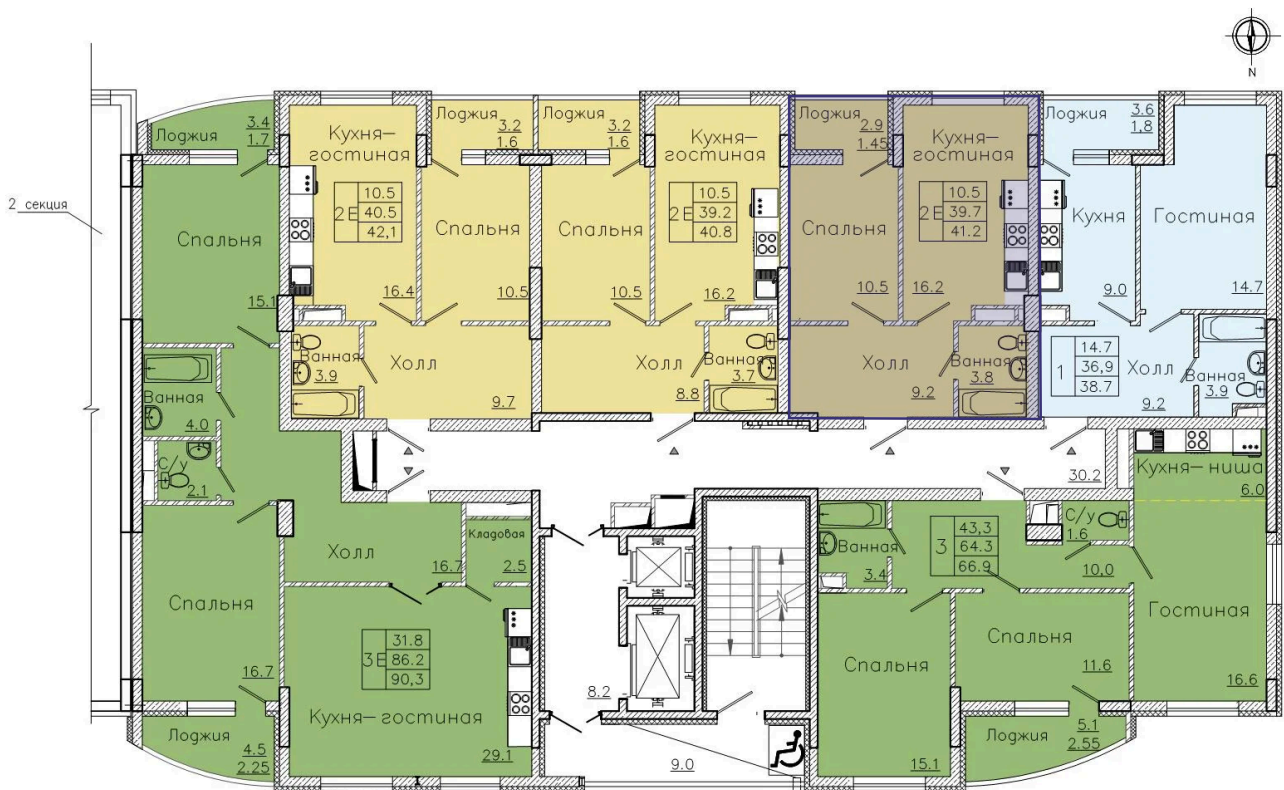 N
2 секция
Лоджия
3.4
1.7
Спальня
15.1
Ванная
4.0
С/у
2.1
Спальня
16.7
Лоджия
4.5
2.25
Холл
16.7
Кладовая
2.5
3Е
31.8
86.2
90,3
Кухня-гостиная
29.1
Кухня-
гостиная
2Е
10.5
40.5
42,1
16.4
Лоджия
3.2
1.6
Спальня
10.5
Ванная
3.9
Холл
9.7
Лоджия
3.2
1.6
Спальня
10.5
Кухня-
гостиная
2Е
10.5
39.2
40.8
16.2
Холл
8.8
Ванная
3.7
Лоджия
2.9
1.45
Спальня
10.5
Кухня-
гостиная
2Е
10.5
39.7
41.2
16.2
Холл
9.2
Ванная
3.8
Лоджия
3.6
1.8
Кухня
9.0
Гостиная
14.7
1
14.7
36,9
38.7
Холл
9.2
Ванная
3.9
30.2
8.2
9.0
Кухня-ниша
6.0
С/у
1.6
3
43,3
64.3
66.9
Ванная
3.4
10,0
Гостиная
16.6
Спальня
11.6
Спальня
15.1
Лоджия
5.1
2.55